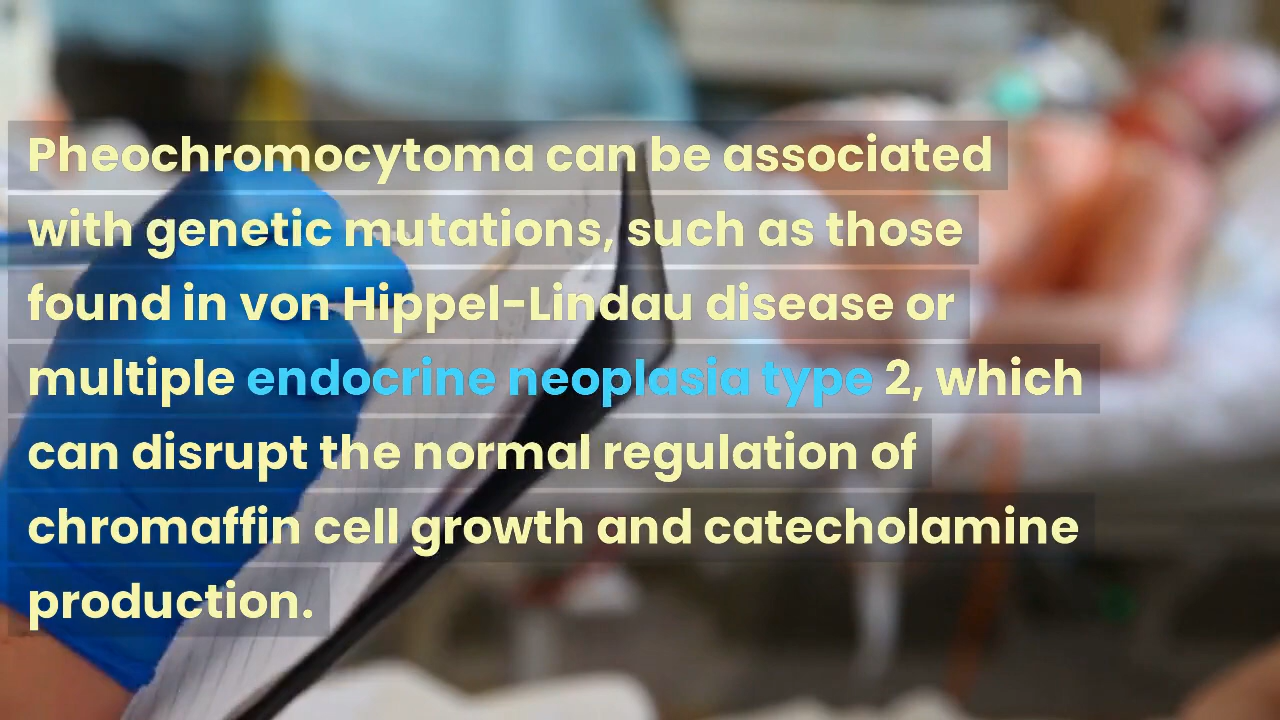 Pheochromocytoma can be associated
with genetic mutations, such as those
found in von Hippel-Lindau disease or
multiple endocrine neoplasia type 2, which
can disrupt the normal regulation of
chromaffin cell growth and catecholamine
production.